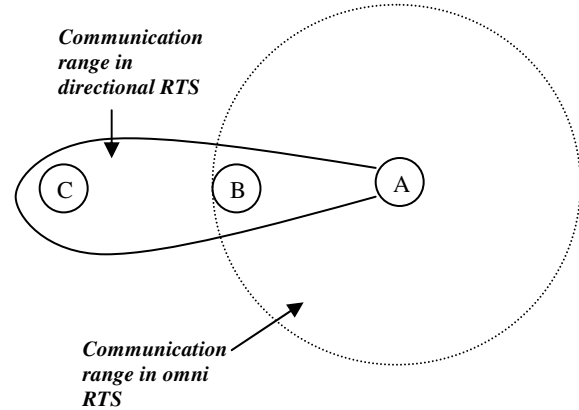 Communication
range in
directional RTS
C
B
A
Communication
range in omni
RTS